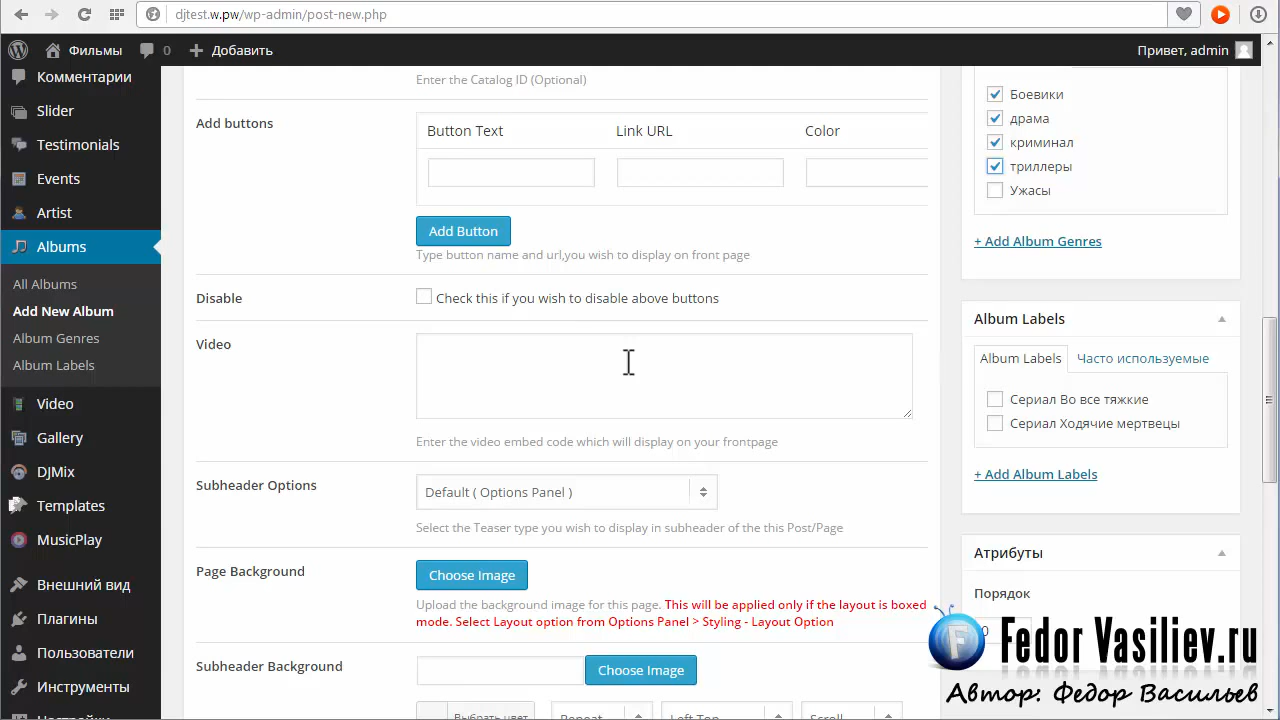 djtest.w.pw/wp-admin/post-new.php
Фильмы 0 Добавить Привет, admin
Комментарии
Slider
Testimonials
Events
Artist
Albums
All Albums
Add New Album
Album Genres
Album Labels
Video
Gallery
DJMix
Templates
MusicPlay
Внешний вид
Плагины
Пользователи
Инструменты
Настройки
Enter the Catalog ID (Optional)
Add buttons
Button Text Link URL Color
Add Button
Type button name and url,you wish to display on front page
Disable
Check this if you wish to disable above buttons
Video
Enter the video embed code which will display on your frontpage
Subheader Options
Default ( Options Panel )
Select the Teaser type you wish to display in subheader of the this Post/Page
Page Background
Choose Image
Upload the background image for this page. This will be applied only if the layout is boxed
mode. Select Layout option from Options Panel > Styling - Layout Option
Subheader Background
Choose Image
Выбрать цвет Repeat Left Top Scroll
Боевики
драма
криминал
триллеры
Ужасы
+ Add Album Genres
Album Labels
Album Labels Часто используемые
Сериал Во все тяжкие
Сериал Ходячие мертвецы
+ Add Album Labels
Атрибуты
Порядок
0
F Fedor Vasiliev.ru
Автор: Федор Васильев